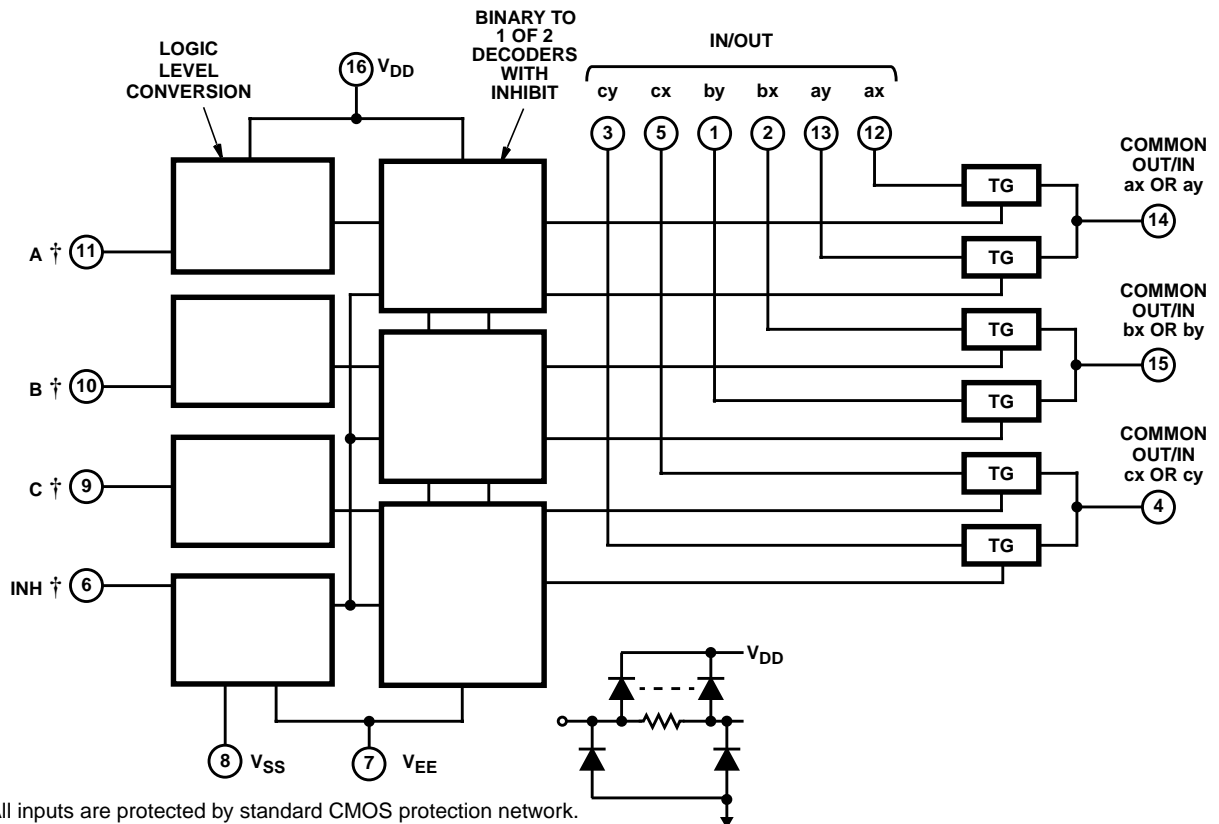 LOGIC
LEVEL
CONVERSION
16 VDD
BINARY TO
1 OF 2
DECODERS
WITH
INHIBIT
IN/OUT
cy cx by bx ay ax
3 5 1 2 13 12
TG
COMMON
OUT/IN
ax OR ay
14
A † 11
TG
TG
COMMON
OUT/IN
bx OR by
15
B † 10
TG
TG
COMMON
OUT/IN
cx OR cy
4
C † 9
TG
INH † 6
VDD
8 VSS
7 VEE
All inputs are protected by standard CMOS protection network.